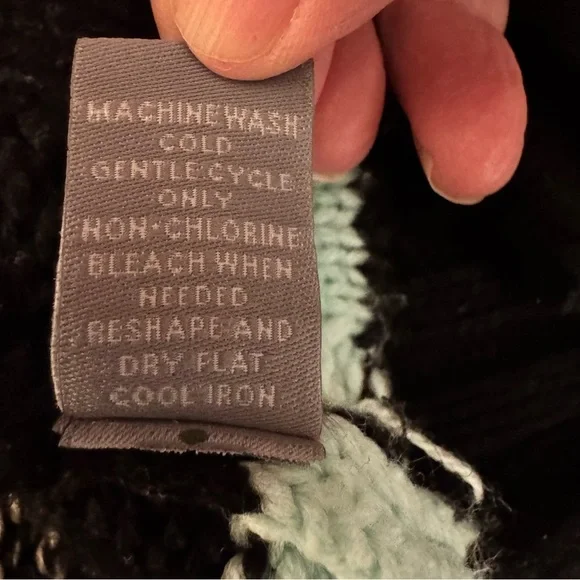 MACHINE WASH
COLD
GENTLE CYCLE
ONLY
NON-CHLORINE
BLEACH WHEN
NEEDED
RESHAPE AND
DRY FLAT
COOL IRON